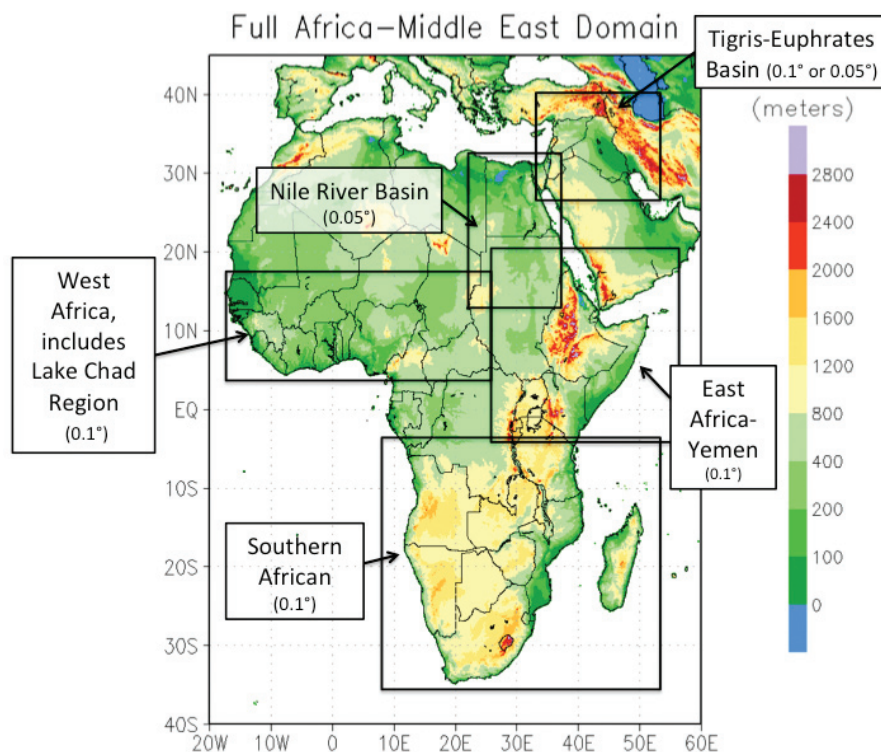 Full Africa–Middle East Domain
Tigris-Euphrates
Basin (0.1° or 0.05°)
(meters)
2800
2400
2000
1600
1200
800
400
200
100
0
Nile River Basin
(0.05°)
West
Africa,
includes
Lake Chad
Region
(0.1°)
East
Africa-
Yemen
(0.1°)
Southern
African
(0.1°)
40N
30N
20N
10N
EQ
10S
20S
30S
40S
20W 10W 0 10E 20E 30E 40E 50E 60E